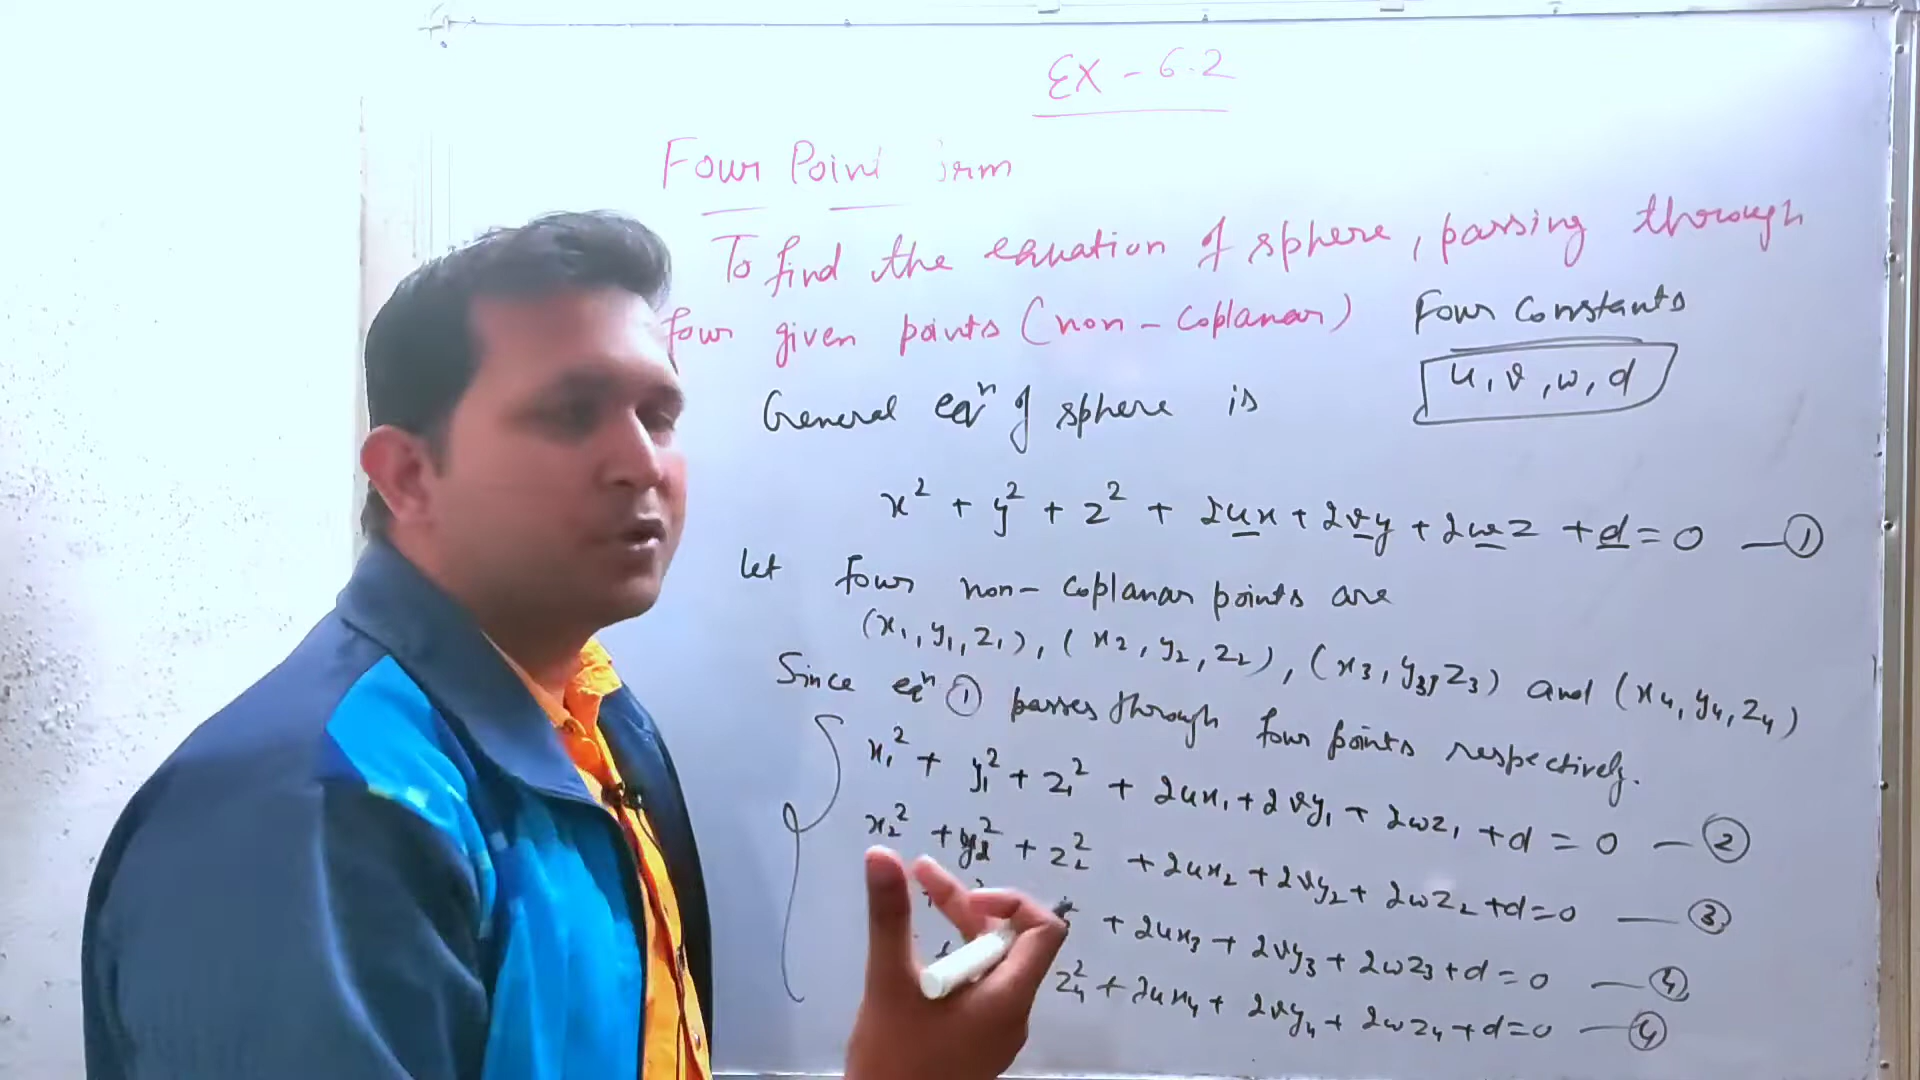 EX - 6.2
Four Point
To find the equation of sphere, passing through
four given points (non-coplanar)
Four Constants
u, v, w, d
General eqⁿ of sphere is
x² + y² + z² + 2ux + 2vy + 2wz + d = 0 — ①
Let four non-coplanar points are
(x₁, y₁, z₁), (x₂, y₂, z₂), (x₃, y₃, z₃) and (x₄, y₄, z₄)
Since eqⁿ ① passes through four points respectively.
x₁² + y₁² + z₁² + 2ux₁ + 2vy₁ + 2wz₁ + d = 0 — ②
x₂² + y₂² + z₂² + 2ux₂ + 2vy₂ + 2wz₂ + d = 0 — ③
+ 2ux₃ + 2vy₃ + 2wz₃ + d = 0 — ④
z₄² + 2ux₄ + 2vy₄ + 2wz₄ + d = 0 — ④